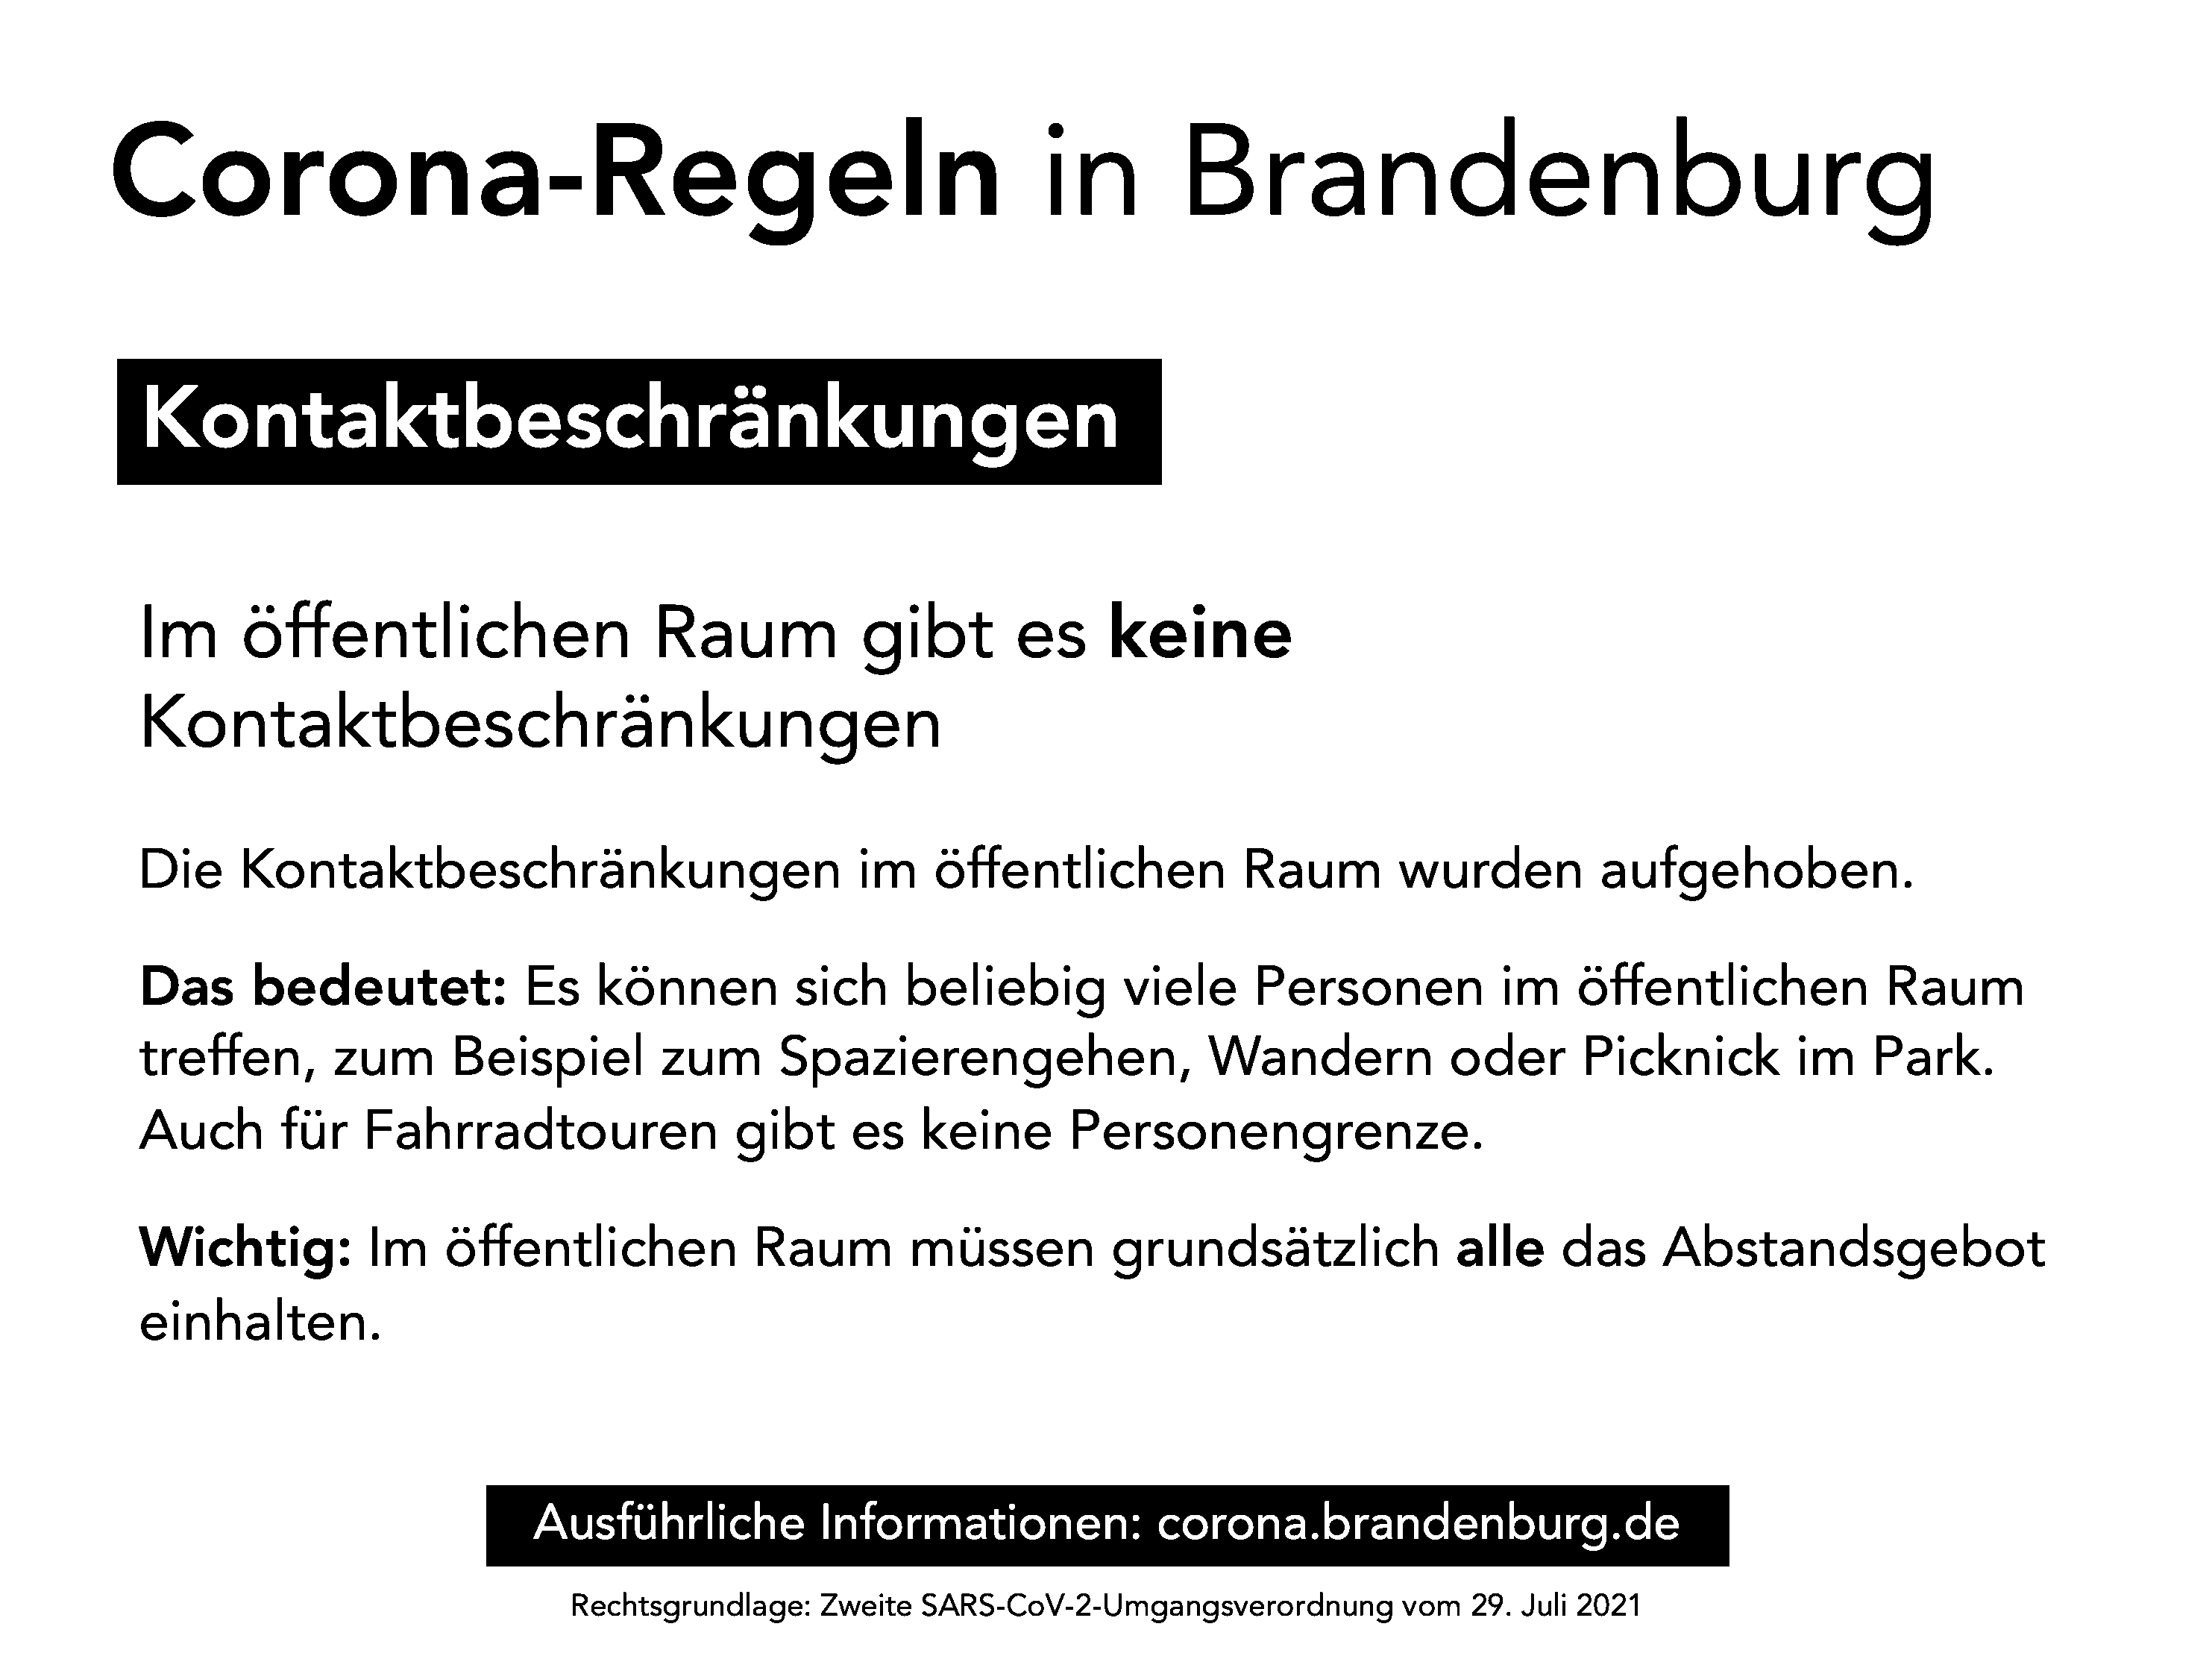 Corona-Regeln in Brandenburg
Kontaktbeschränkungen
Im öffentlichen Raum gibt es keine
Kontaktbeschränkungen
Die Kontaktbeschränkungen im öffentlichen Raum wurden aufgehoben.
Das bedeutet: Es können sich beliebig viele Personen im öffentlichen Raum
treffen, zum Beispiel zum Spazierengehen, Wandern oder Picknick im Park.
Auch für Fahrradtouren gibt es keine Personengrenze.
Wichtig: Im öffentlichen Raum müssen grundsätzlich alle das Abstandsgebot
einhalten.
Ausführliche Informationen: corona.brandenburg.de
Rechtsgrundlage: Zweite SARS-CoV-2-Umgangsverordnung vom 29. Juli 2021